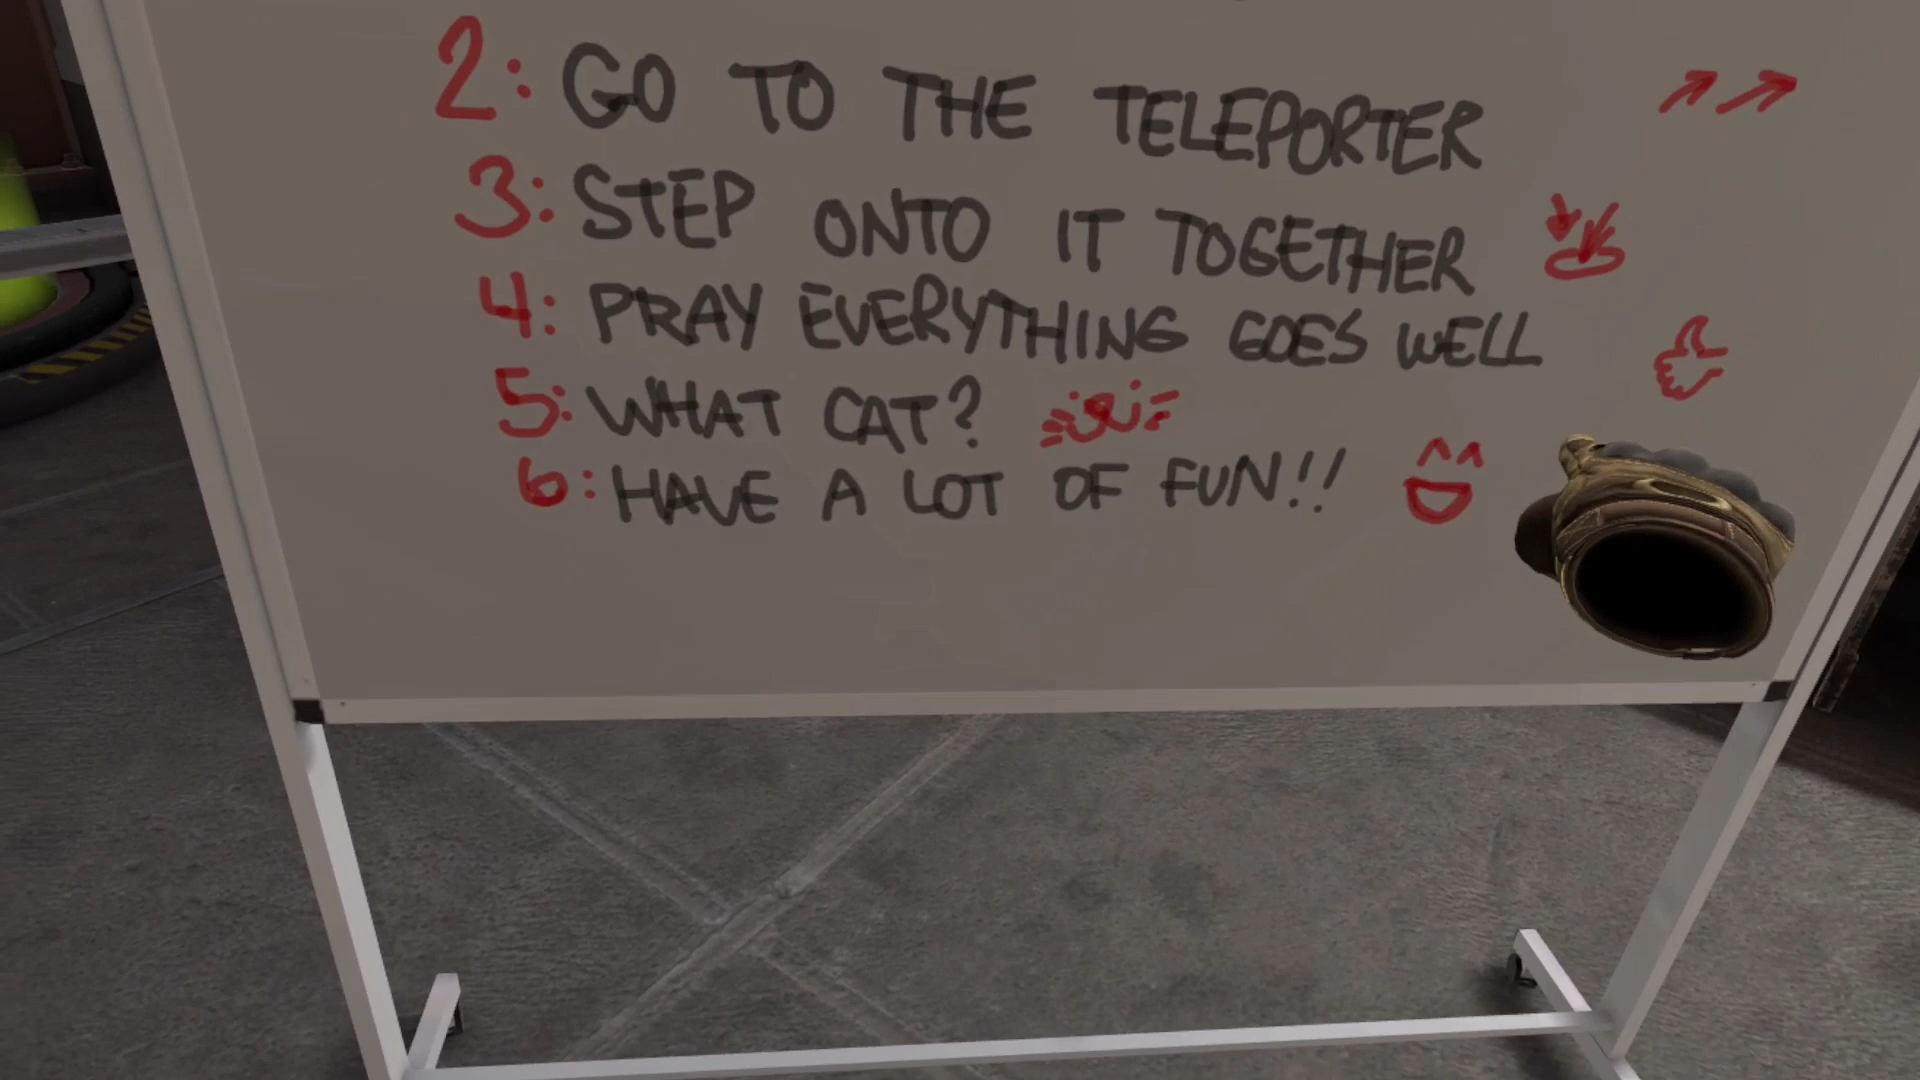 2: GO TO THE TELEPORTER
3: STEP ONTO IT TOGETHER
4: PRAY EVERYTHING GOES WELL
5: WHAT CAT?
6: HAVE A LOT OF FUN!!